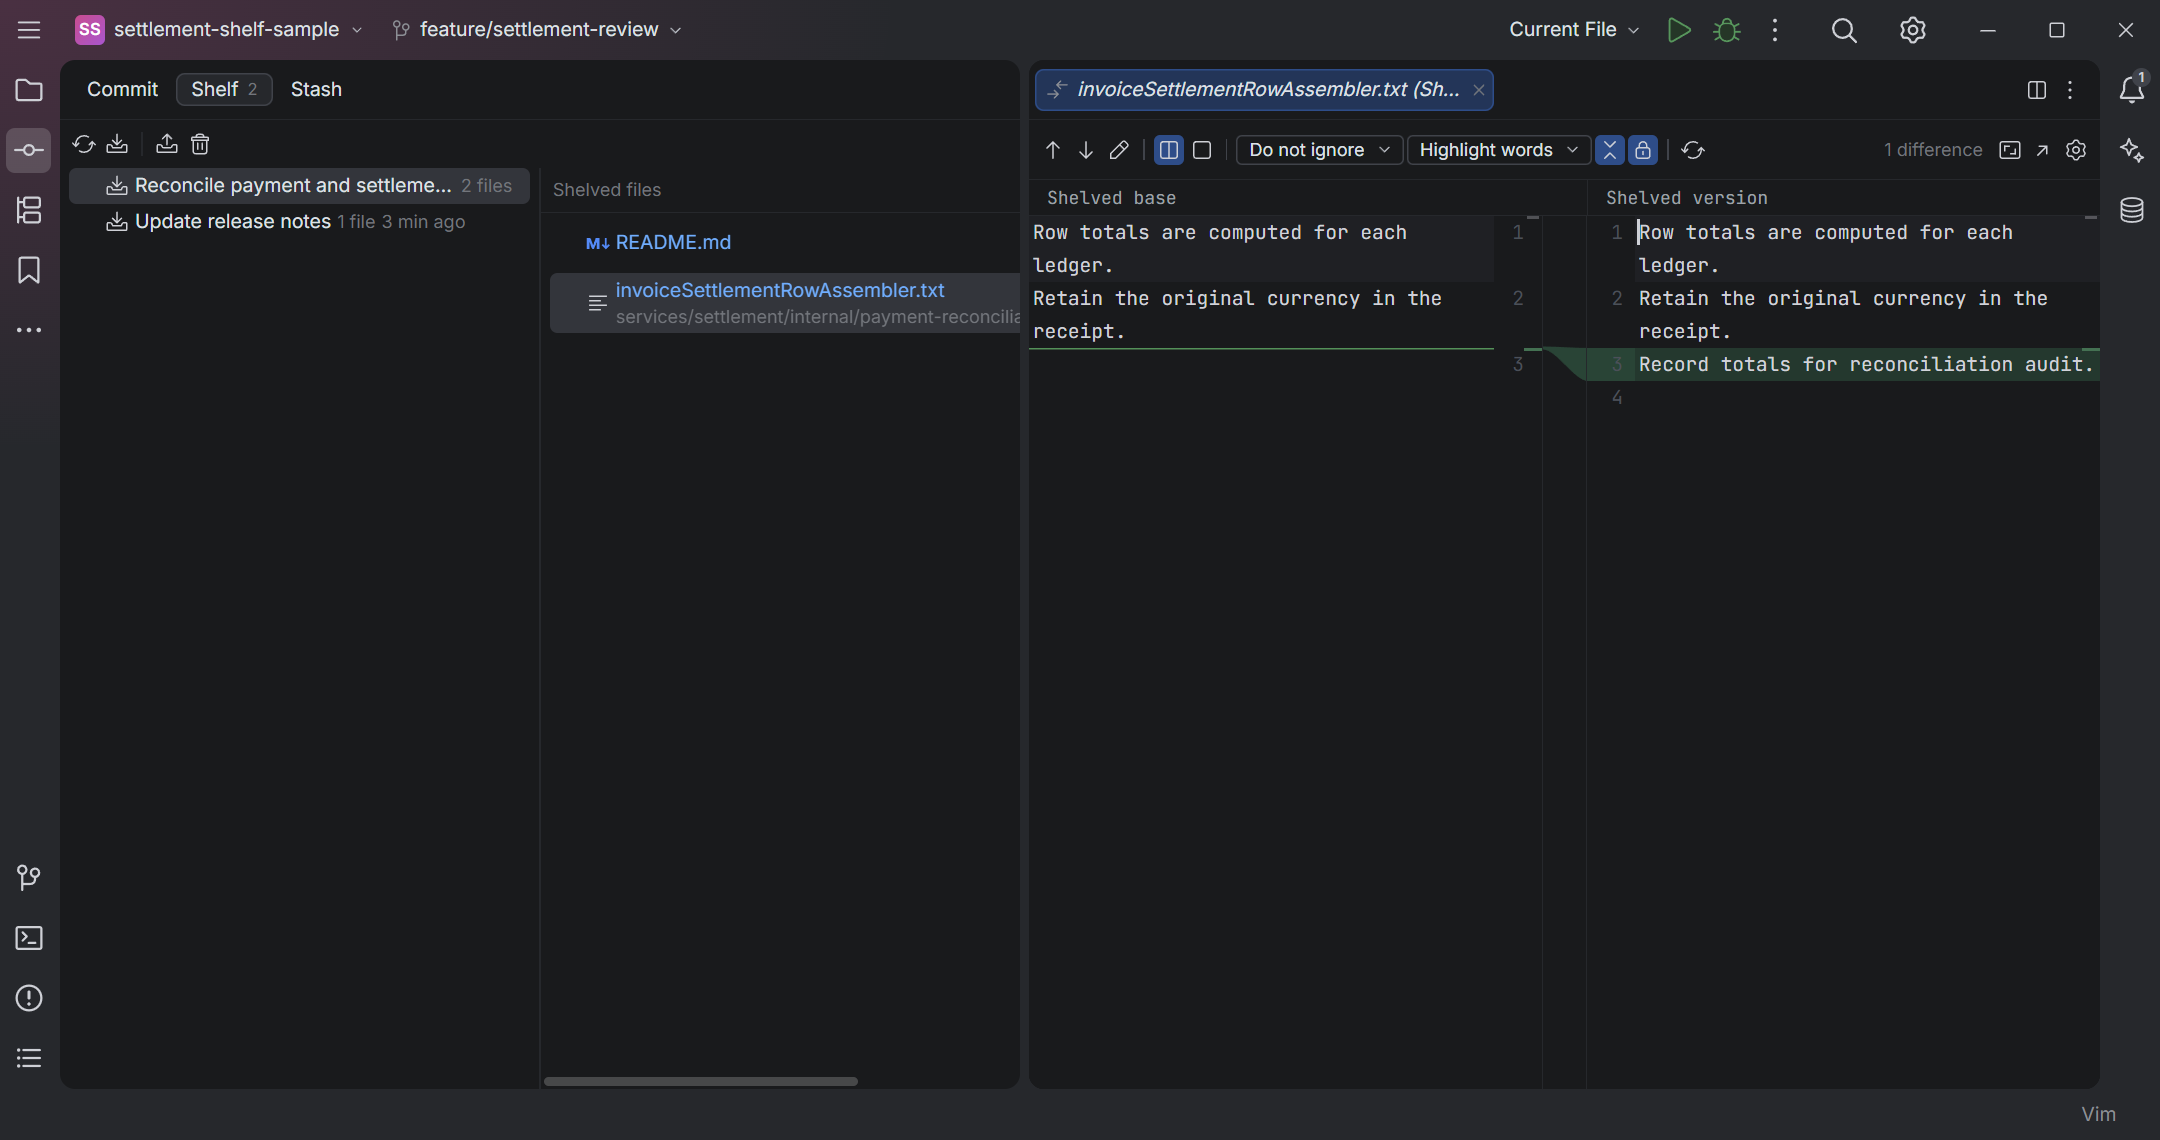 SS settlement-shelf-sample feature/settlement-review Current File
Commit Shelf 2 Stash
invoiceSettlementRowAssembler.txt (Sh...
1
Do not ignore Highlight words 1 difference
Reconcile payment and settleme... 2 files
Update release notes 1 file 3 min ago
Shelved files
M↓ README.md
invoiceSettlementRowAssembler.txt
services/settlement/internal/payment-reconcilia
Shelved base
Row totals are computed for each 1
ledger.
Retain the original currency in the 2
receipt.
3
Shelved version
1 Row totals are computed for each
ledger.
2 Retain the original currency in the
receipt.
3 Record totals for reconciliation audit.
4
Vim